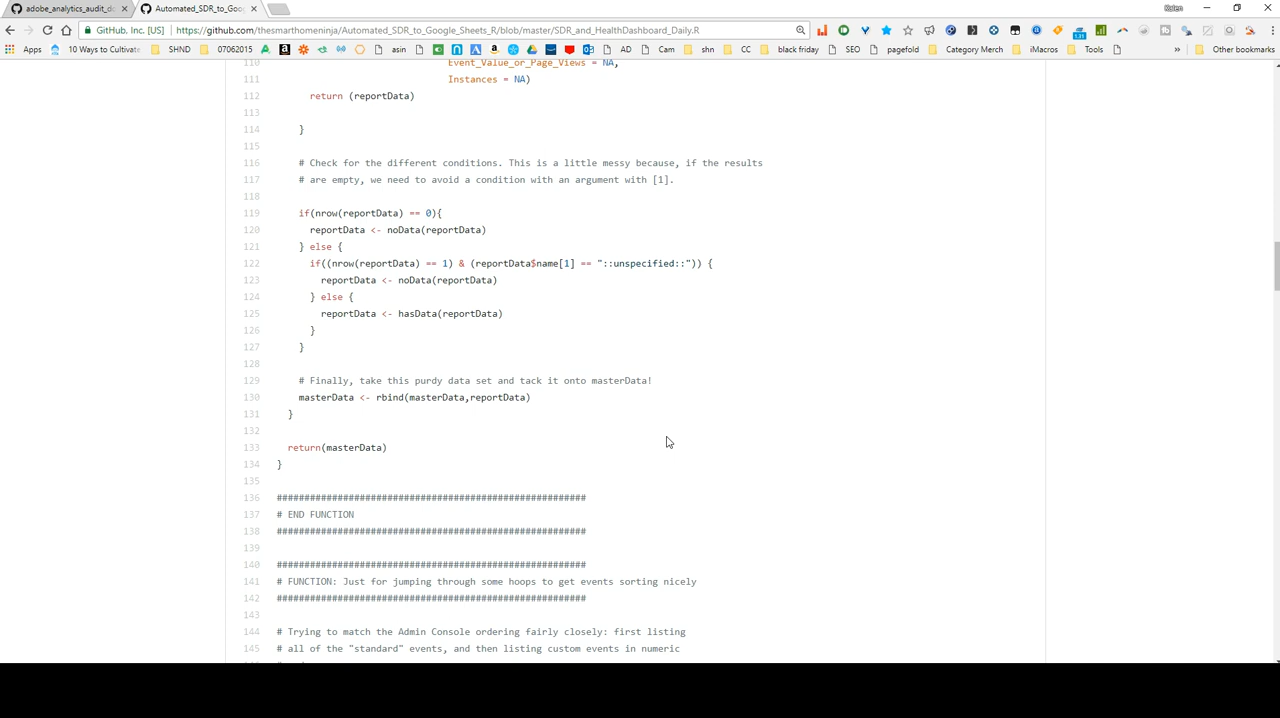 adobe_analytics_audit_d
Automated_SDR_to_Goog
Rolen
GitHub, Inc. [US] https://github.com/thesmarthomeninja/Automated_SDR_to_Google_Sheets_R/blob/master/SDR_and_HealthDashboard_Daily.R
Apps 10 Ways to Cultivate SHND 07062015 asin AD Cam shn CC black friday SEO pagefold Category Merch iMacros Tools » Other bookmarks
110 Event_Value_or_Page_Views = NA,
111 Instances = NA)
112 return (reportData)
113
114 }
115
116 # Check for the different conditions. This is a little messy because, if the results
117 # are empty, we need to avoid a condition with an argument with [1].
118
119 if(nrow(reportData) == 0){
120 reportData <- noData(reportData)
121 } else {
122 if((nrow(reportData) == 1) & (reportData$name[1] == "::unspecified::")) {
123 reportData <- noData(reportData)
124 } else {
125 reportData <- hasData(reportData)
126 }
127 }
128
129 # Finally, take this purdy data set and tack it onto masterData!
130 masterData <- rbind(masterData,reportData)
131 }
132
133 return(masterData)
134 }
135
136 ########################################################
137 # END FUNCTION
138 ########################################################
139
140 ########################################################
141 # FUNCTION: Just for jumping through some hoops to get events sorting nicely
142 ########################################################
143
144 # Trying to match the Admin Console ordering fairly closely: first listing
145 # all of the "standard" events, and then listing custom events in numeric